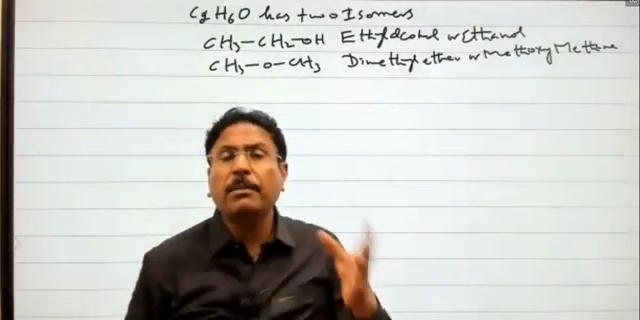 C2H6O has two Isomers
CH3-CH2-OH Ethyl alcohol or Ethanol
CH3-O-CH3 Dimethyl ether or Methoxy Methane